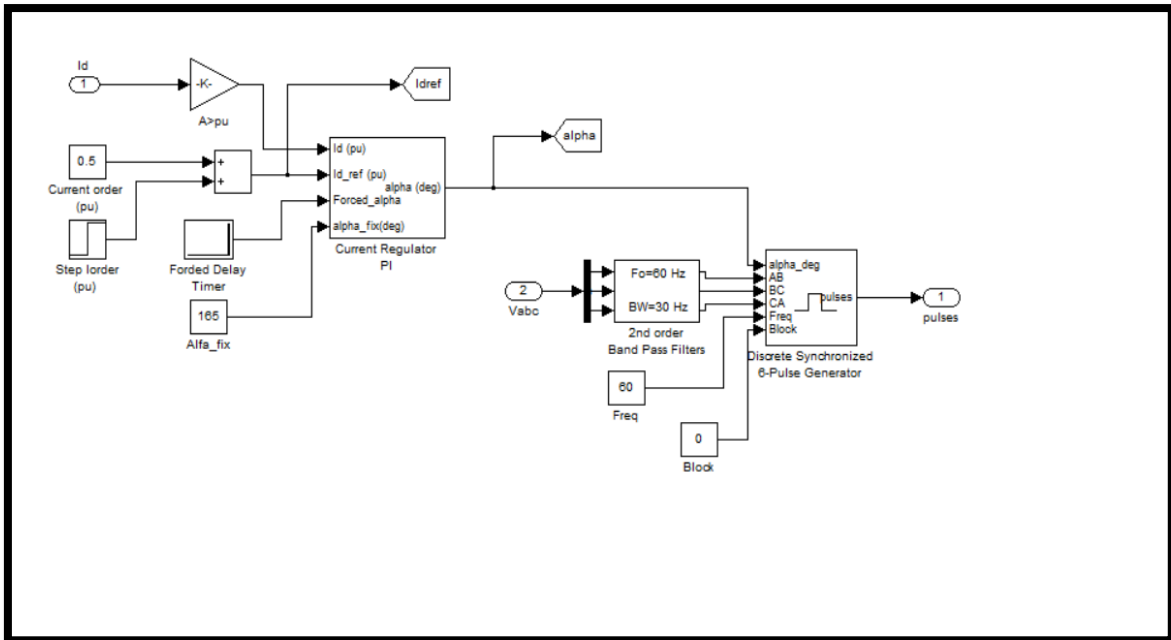 Id
1
-K-
A>pu
Idref
0.5
Current order
(pu)
+
+
Step Iorder
(pu)
Forded Delay
Timer
165
Alfa_fix
Id (pu)
Id_ref (pu)
alpha (deg)
Forced_alpha
alpha_fix(deg)
Current Regulator
PI
alpha
2
Vabc
Fo=60 Hz
BW=30 Hz
2nd order
Band Pass Filters
60
Freq
0
Block
alpha_deg
AB
BC
pulses
CA
Freq
Block
Discrete Synchronized
6-Pulse Generator
1
pulses